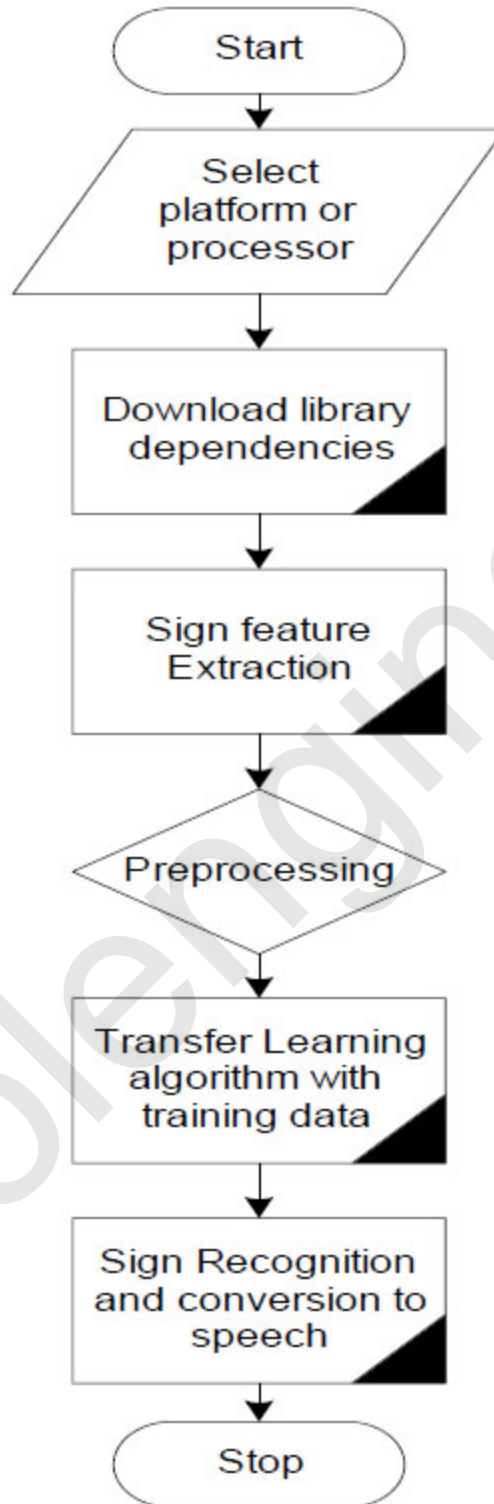 Start
Select
platform or
processor
Download library
dependencies
Sign feature
Extraction
Preprocessing
Transfer Learning
algorithm with
training data
Sign Recognition
and conversion to
speech
Stop